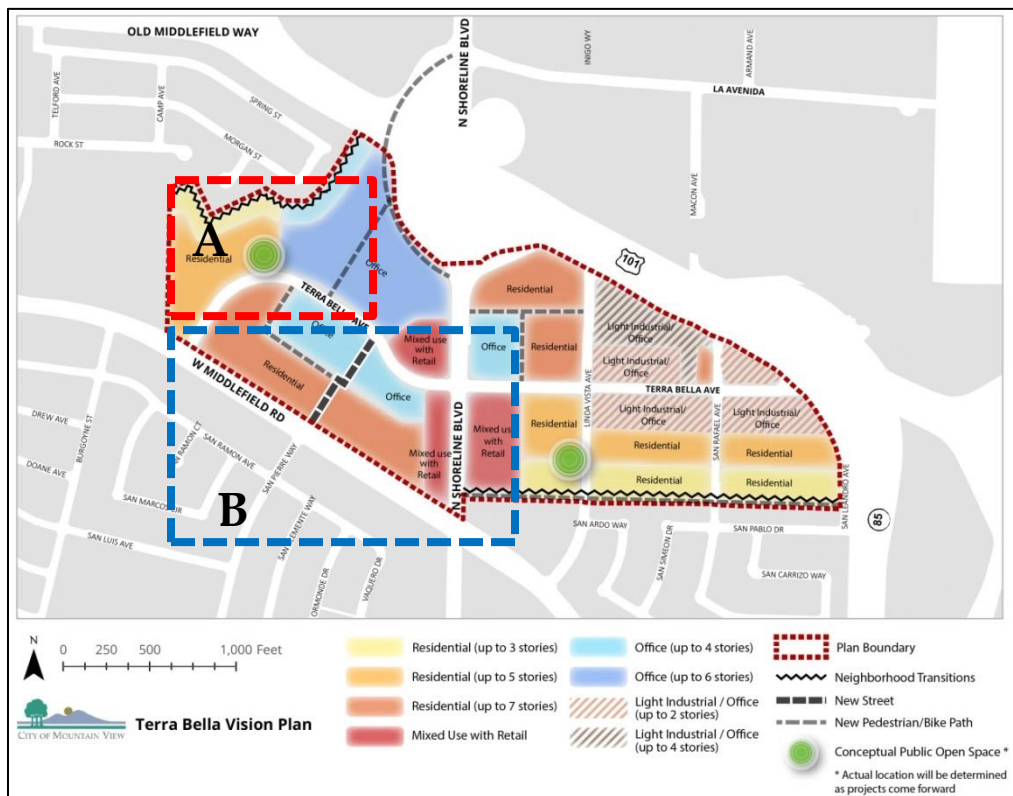 OLD MIDDLEFIELD WAY
N SHORELINE BLVD
INIGO WY
ARMAND AVE
LA AVENIDA
TELFORD AVE
CAMP AVE
SPRING ST
ROCK ST
MORGAN ST
MACON AVE
A
Residential
101
Office
Residential
TERRA BELLA AVE
Office
Mixed use
with
Retail
Office
Residential
Light Industrial/
Office
Light Industrial/
Office
Residential
W MIDDLEFIELD RD
Office
TERRA BELLA AVE
LINDA VISTA AVE
Light Industrial/
Office
Light Industrial/
Office
SAN RAFAEL AVE
Mixed use
with
Retail
Residential
Residential
Residential
Mixed use
with
Retail
N SHORELINE BLVD
Residential
Residential
SAN LEANDRO AVE
DREW AVE
BURGOYNE ST
SAN RAMON CT
SAN RAMON AVE
DOANE AVE
SAN PIERRE WAY
SAN MARCOS CIR
B
SAN CLEMENTE WAY
SAN LUIS AVE
ORMONDE DR
VAQUERO DR
SAN ARDO WAY
SAN SIMEON DR
SAN PABLO DR
85
SAN CARRIZO WAY
N
0 250 500 1,000 Feet
CITY OF MOUNTAIN VIEW
Terra Bella Vision Plan
Residential (up to 3 stories)
Residential (up to 5 stories)
Residential (up to 7 stories)
Mixed Use with Retail
Office (up to 4 stories)
Office (up to 6 stories)
Light Industrial / Office
(up to 2 stories)
Light Industrial / Office
(up to 4 stories)
Plan Boundary
Neighborhood Transitions
New Street
New Pedestrian/Bike Path
Conceptual Public Open Space *
* Actual location will be determined
as projects come forward